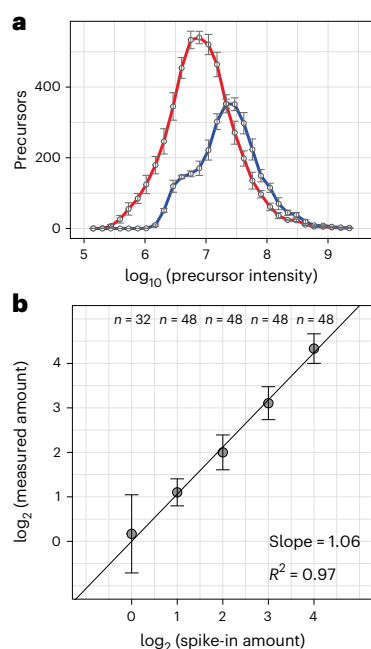 a
Precursors
400
200
0
5 6 7 8 9
log10 (precursor intensity)
b
n = 32 n = 48 n = 48 n = 48 n = 48
log2 (measured amount)
4
3
2
1
0
Slope = 1.06
R2 = 0.97
0 1 2 3 4
log2 (spike-in amount)